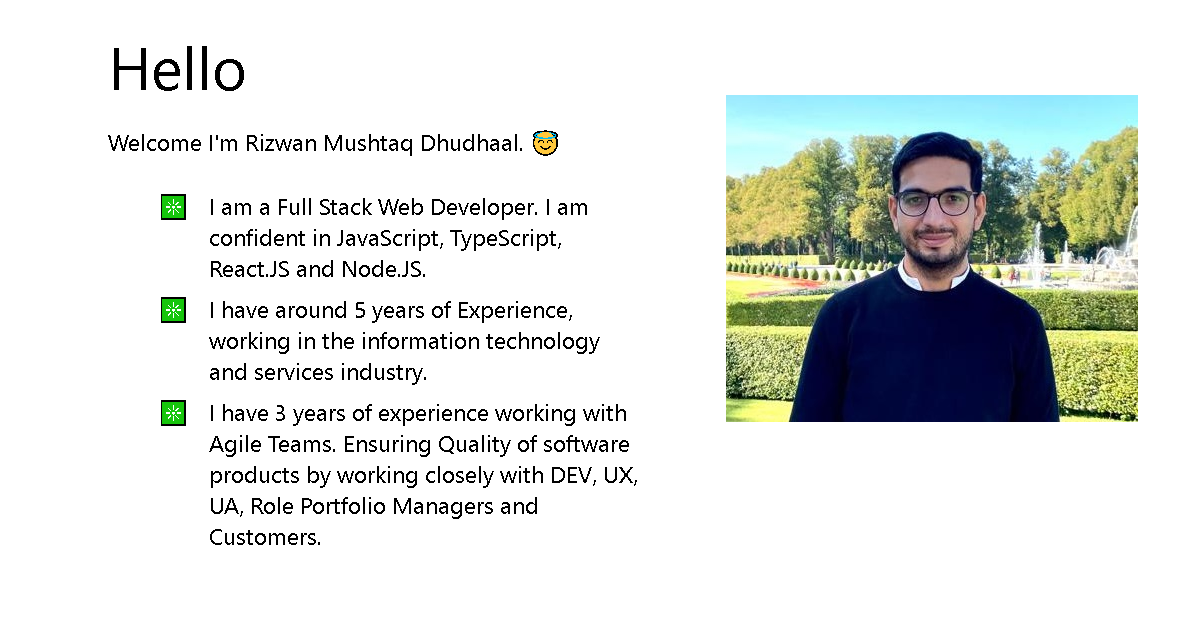 Hello
Welcome I'm Rizwan Mushtaq Dhudhaal. 😇
I am a Full Stack Web Developer. I am
confident in JavaScript, TypeScript,
React.JS and Node.JS.
I have around 5 years of Experience,
working in the information technology
and services industry.
I have 3 years of experience working with
Agile Teams. Ensuring Quality of software
products by working closely with DEV, UX,
UA, Role Portfolio Managers and
Customers.